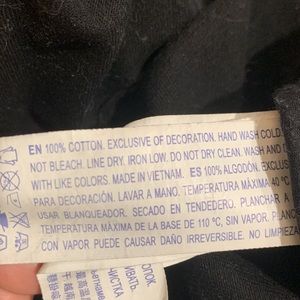 EN 100% COTTON. EXCLUSIVE OF DECORATION. HAND WASH COLD.
NOT BLEACH. LINE DRY. IRON LOW. DO NOT DRY CLEAN. WASH AND D
WITH LIKE COLORS. MADE IN VIETNAM. ES 100% ALGODÓN. EXCLUS
PARA DECORACIÓN. LAVAR A MANO. TEMPERATURA MÁXIMA 40 °C
USAR BLANQUEADOR. SECADO EN TENDEDERO. PLANCHAR A
TEMPERATURA MÁXIMA DE LA BASE DE 110 °C, SIN VAPOR. PLANCH
CON VAPOR PUEDE CAUSAR DAÑO IRREVERSIBLE. NO LIMPIEZA